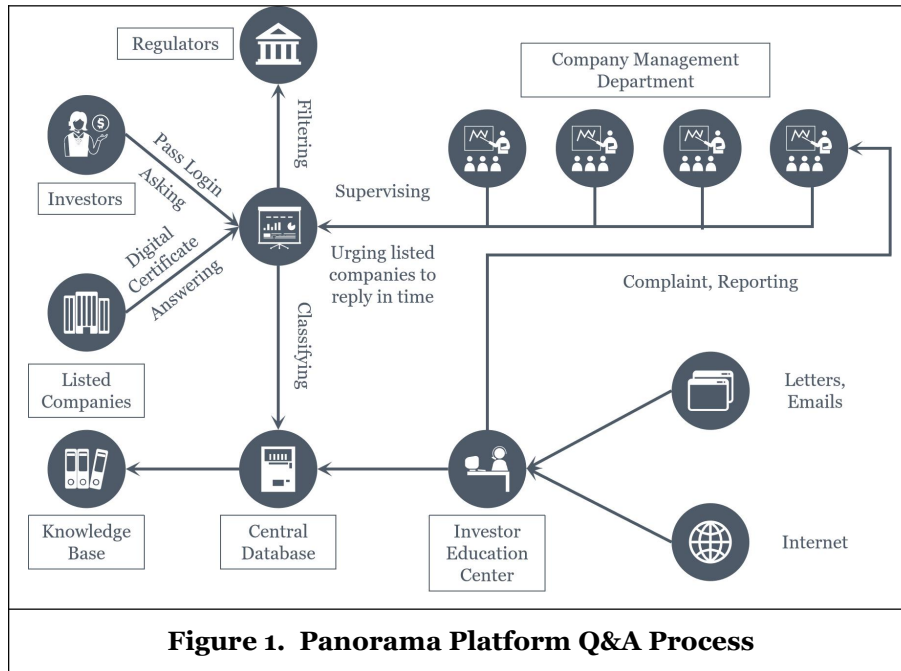 Regulators
Company Management
Department
Filtering
Pass Login
Asking
Investors
Supervising
Digital
Certificate
Answering
Urging listed
companies to
reply in time
Complaint, Reporting
Classifying
Listed
Companies
Letters,
Emails
Knowledge
Base
Central
Database
Investor
Education
Center
Internet
Figure 1. Panorama Platform Q&A Process